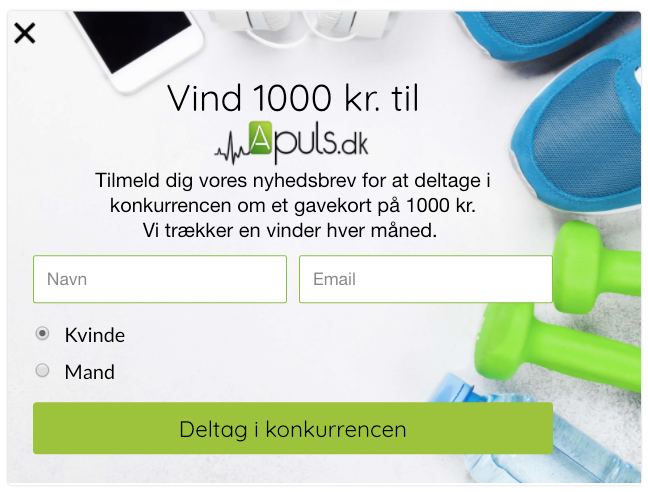 Vind 1000 kr. til
Apuls.dk
Tilmeld dig vores nyhedsbrev for at deltage i
konkurrencen om et gavekort på 1000 kr.
Vi trækker en vinder hver måned.
Navn
Email
Kvinde
Mand
Deltag i konkurrencen